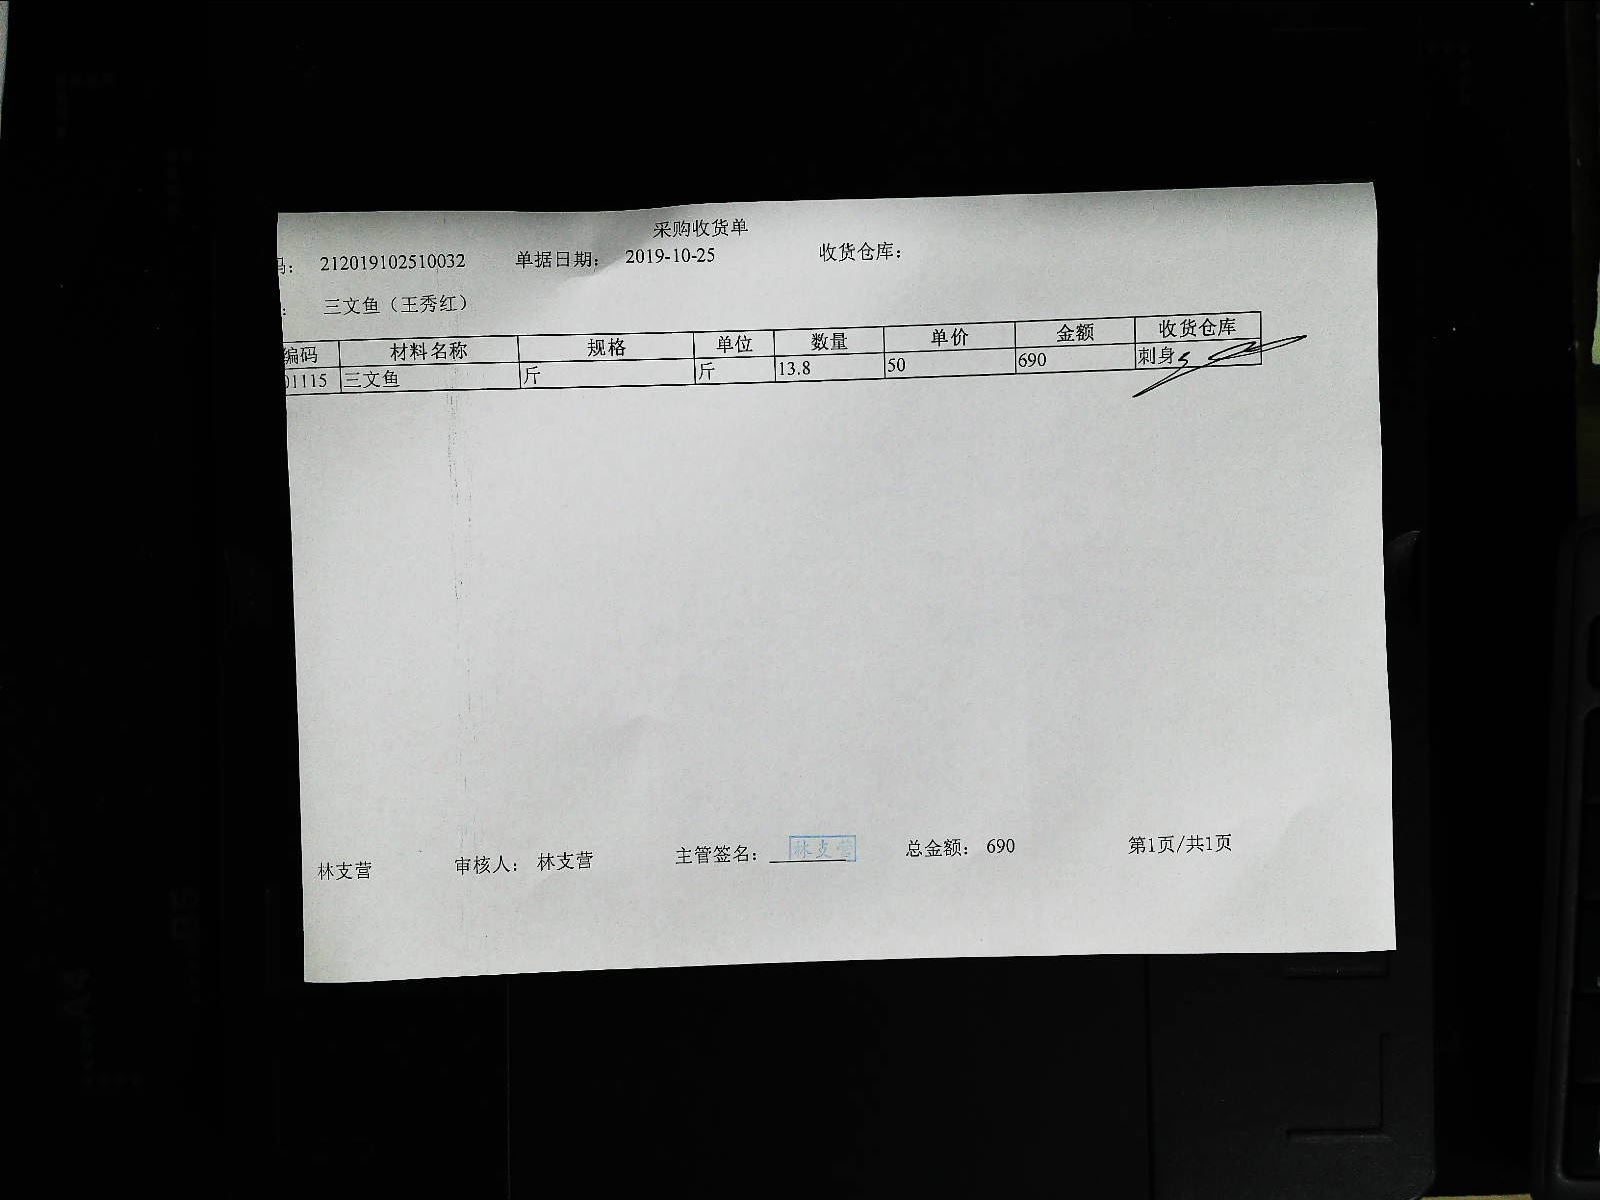 采购收货单
码： 212019102510032 单据日期： 2019-10-25 收货仓库：
： 三文鱼（王秀红）
编码 材料名称 规格 单位 数量 单价 金额 收货仓库
01115 三文鱼 斤 斤 13.8 50 690 刺身
林支营 审核人： 林支营 主管签名： 林支营 总金额： 690 第1页/共1页